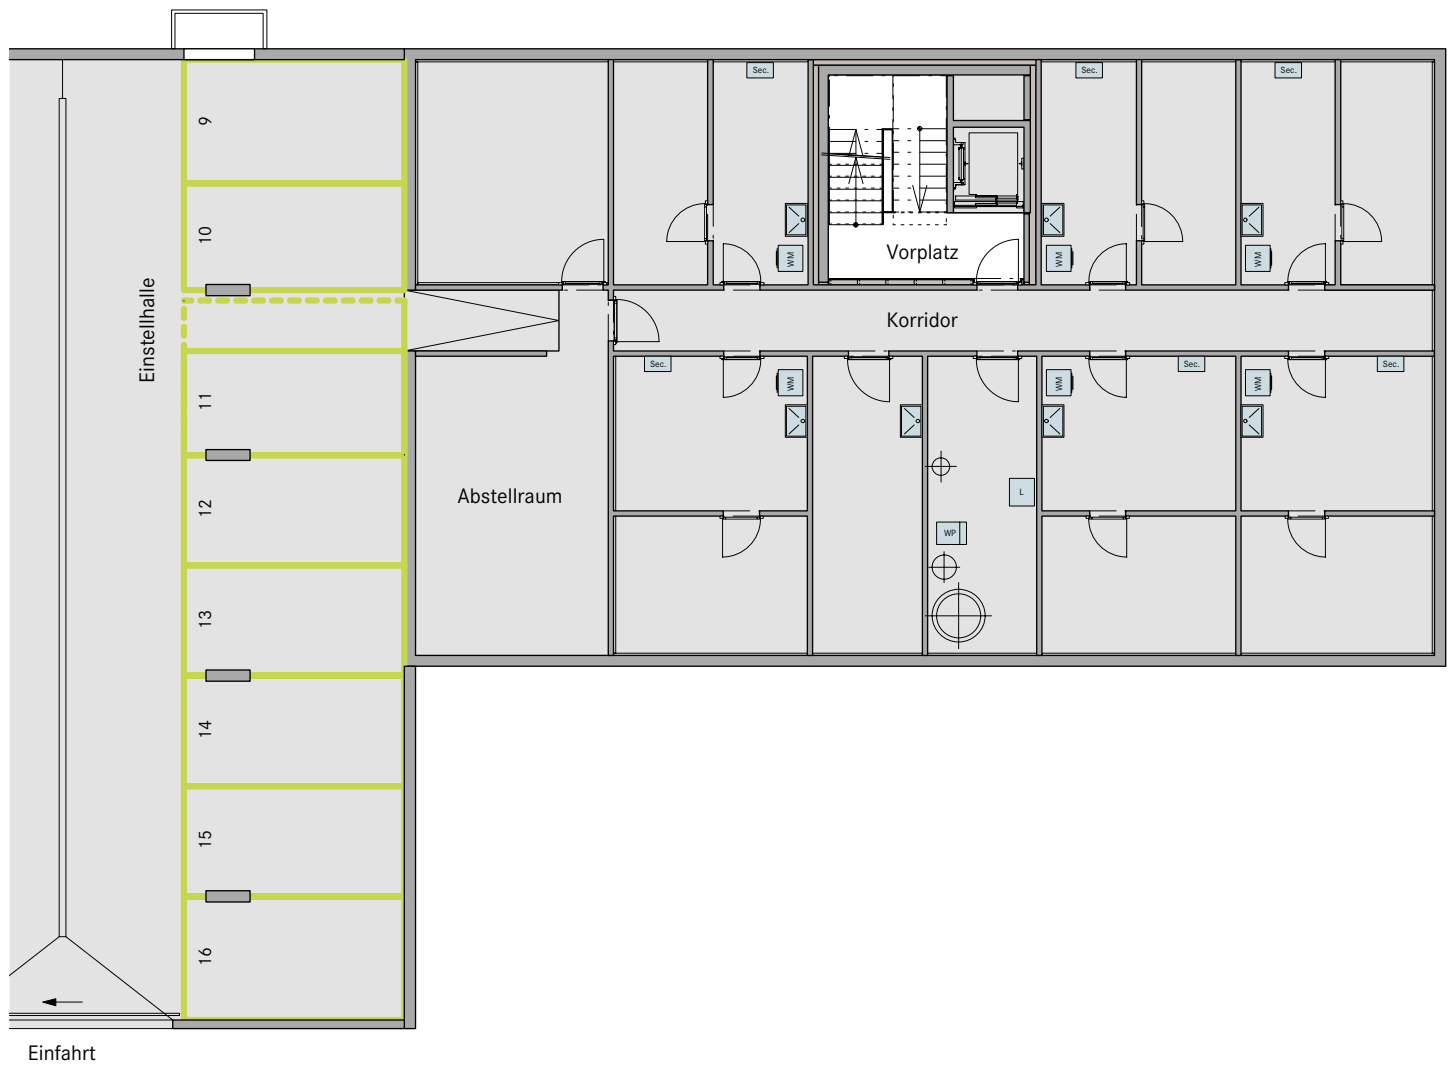 Sec.
Sec.
Sec.
9
10
WM
Vorplatz
WM
WM
Einstellhalle
Korridor
Sec.
WM
WM
Sec.
WM
Sec.
11
12
Abstellraum
L
WP
13
14
15
16
Einfahrt